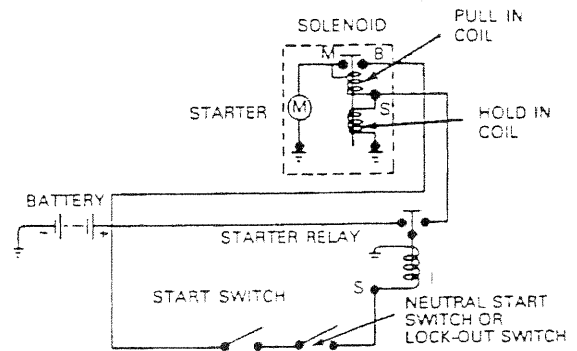 SOLENOID
PULL IN
COIL
M
B
STARTER
M
S
HOLD IN
COIL
BATTERY
- +
STARTER RELAY
S
I
START SWITCH
NEUTRAL START
SWITCH OR
LOCK-OUT SWITCH